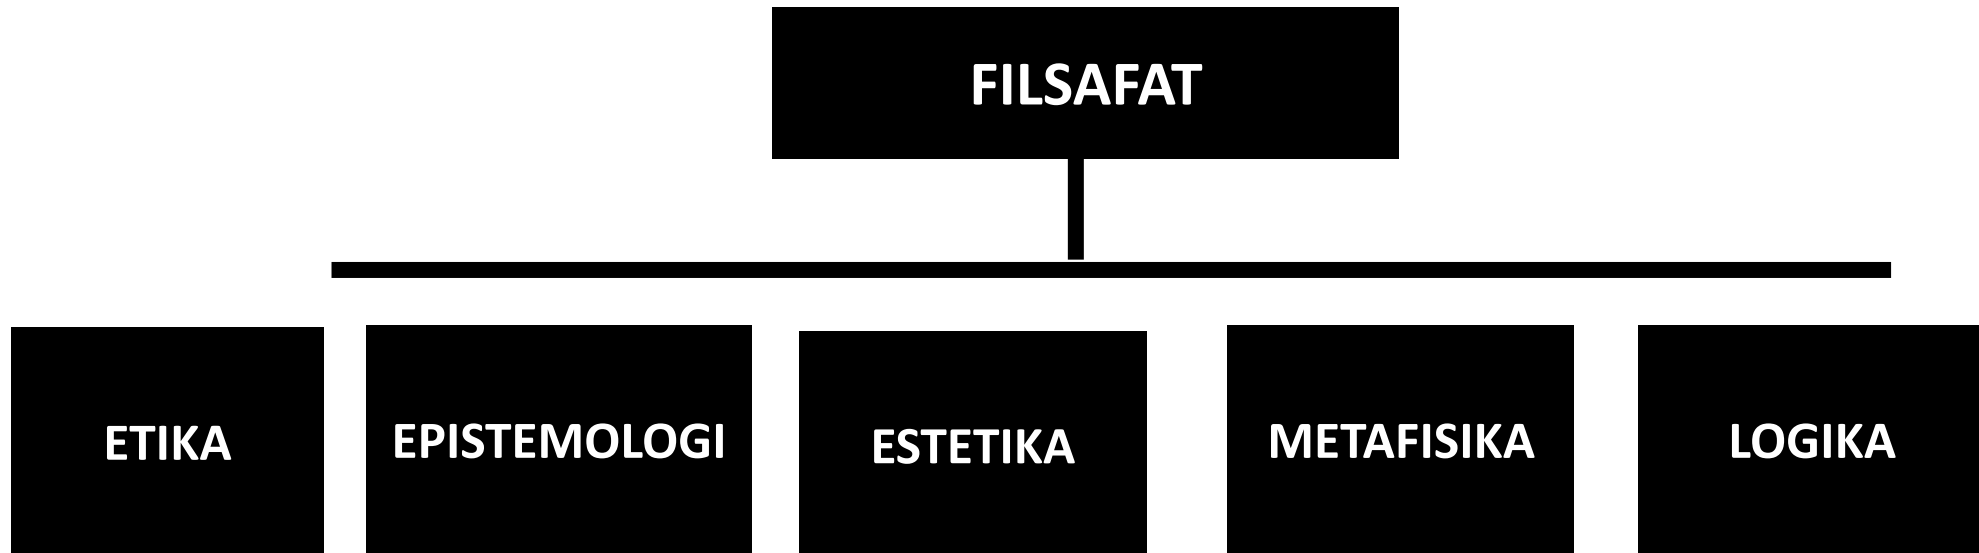 FILSAFAT
ETIKA
EPISTEMOLOGI
ESTETIKA
METAFISIKA
LOGIKA